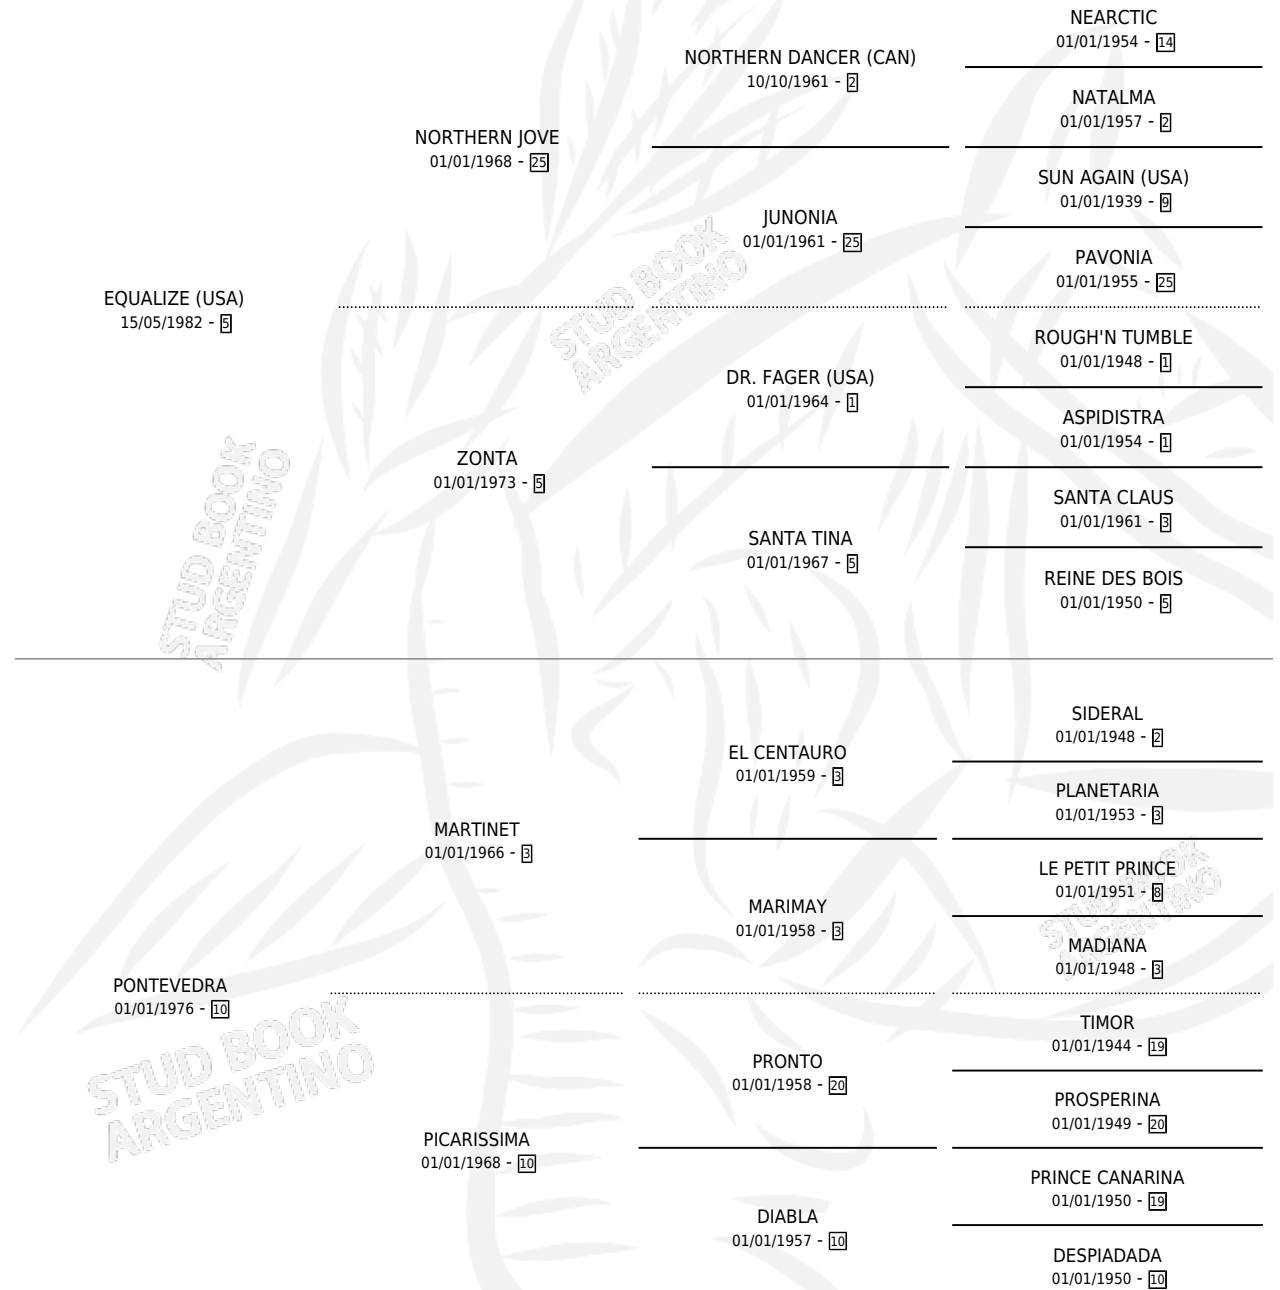 NEARCTIC
01/01/1954 - 14
NORTHERN DANCER (CAN)
10/10/1961 - 2
NATALMA
01/01/1957 - 2
NORTHERN JOVE
01/01/1968 - 25
SUN AGAIN (USA)
01/01/1939 - 9
JUNONIA
01/01/1961 - 25
PAVONIA
01/01/1955 - 25
EQUALIZE (USA)
15/05/1982 - 5
STUD BOOK
ARGENTINO
ROUGH'N TUMBLE
01/01/1948 - 1
DR. FAGER (USA)
01/01/1964 - 1
ASPIDISTRA
01/01/1954 - 1
ZONTA
01/01/1973 - 5
SANTA CLAUS
01/01/1961 - 3
SANTA TINA
01/01/1967 - 5
REINE DES BOIS
01/01/1950 - 5
STUD BOOK
ARGENTINO
SIDERAL
01/01/1948 - 2
EL CENTAURO
01/01/1959 - 3
PLANETARIA
01/01/1953 - 3
MARTINET
01/01/1966 - 3
LE PETIT PRINCE
01/01/1951 - 8
MARIMAY
01/01/1958 - 3
MADIANA
01/01/1948 - 3
STUD BOOK
ARGENTINO
PONTEVEDRA
01/01/1976 - 10
STUD BOOK
ARGENTINO
TIMOR
01/01/1944 - 19
PRONTO
01/01/1958 - 20
PROSPERINA
01/01/1949 - 20
PICARISSIMA
01/01/1968 - 10
PRINCE CANARINA
01/01/1950 - 19
DIABLA
01/01/1957 - 10
DESPIADADA
01/01/1950 - 10